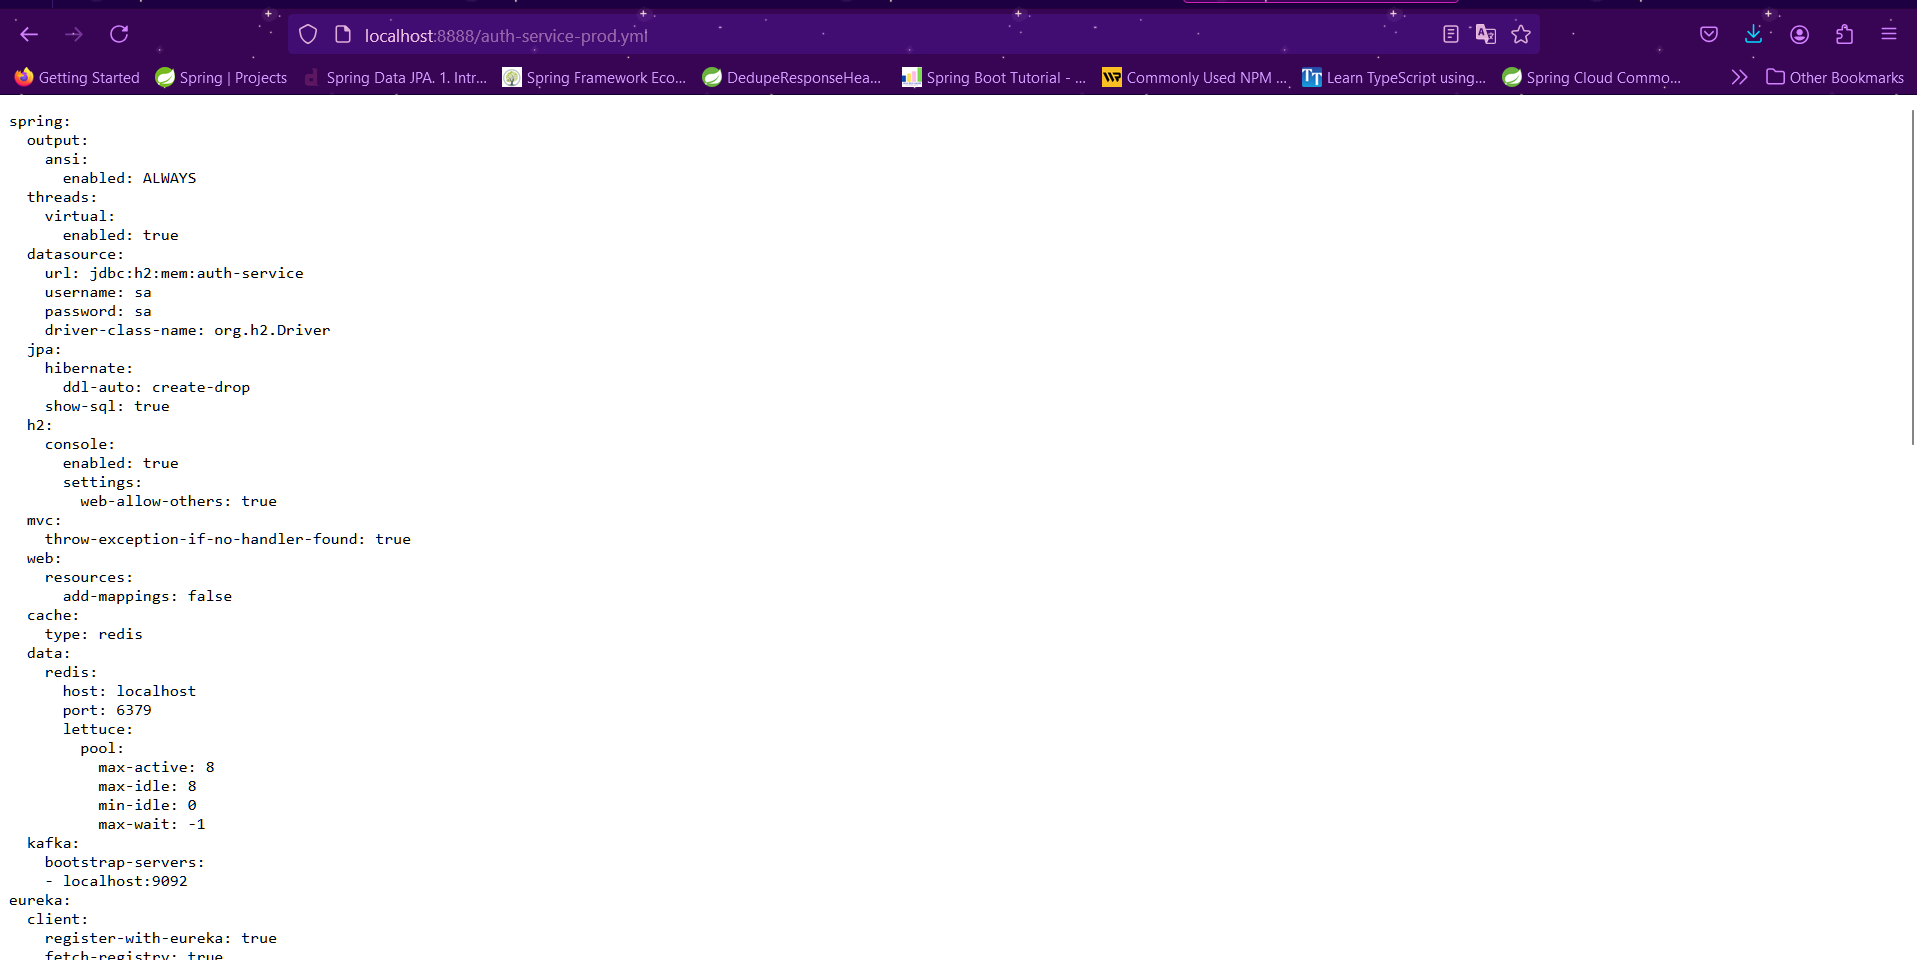 localhost:8888/auth-service-prod.yml
Getting Started Spring | Projects Spring Data JPA. 1. Intr... Spring Framework Eco... DedupeResponseHea... Spring Boot Tutorial - ... Commonly Used NPM ... Learn TypeScript using... Spring Cloud Commo... Other Bookmarks
spring:
  output:
    ansi:
      enabled: ALWAYS
  threads:
    virtual:
      enabled: true
  datasource:
    url: jdbc:h2:mem:auth-service
    username: sa
    password: sa
    driver-class-name: org.h2.Driver
  jpa:
    hibernate:
      ddl-auto: create-drop
    show-sql: true
  h2:
    console:
      enabled: true
      settings:
        web-allow-others: true
  mvc:
    throw-exception-if-no-handler-found: true
  web:
    resources:
      add-mappings: false
  cache:
    type: redis
  data:
    redis:
      host: localhost
      port: 6379
      lettuce:
        pool:
          max-active: 8
          max-idle: 8
          min-idle: 0
          max-wait: -1
  kafka:
    bootstrap-servers:
    - localhost:9092
eureka:
  client:
    register-with-eureka: true
    fetch-registry: true